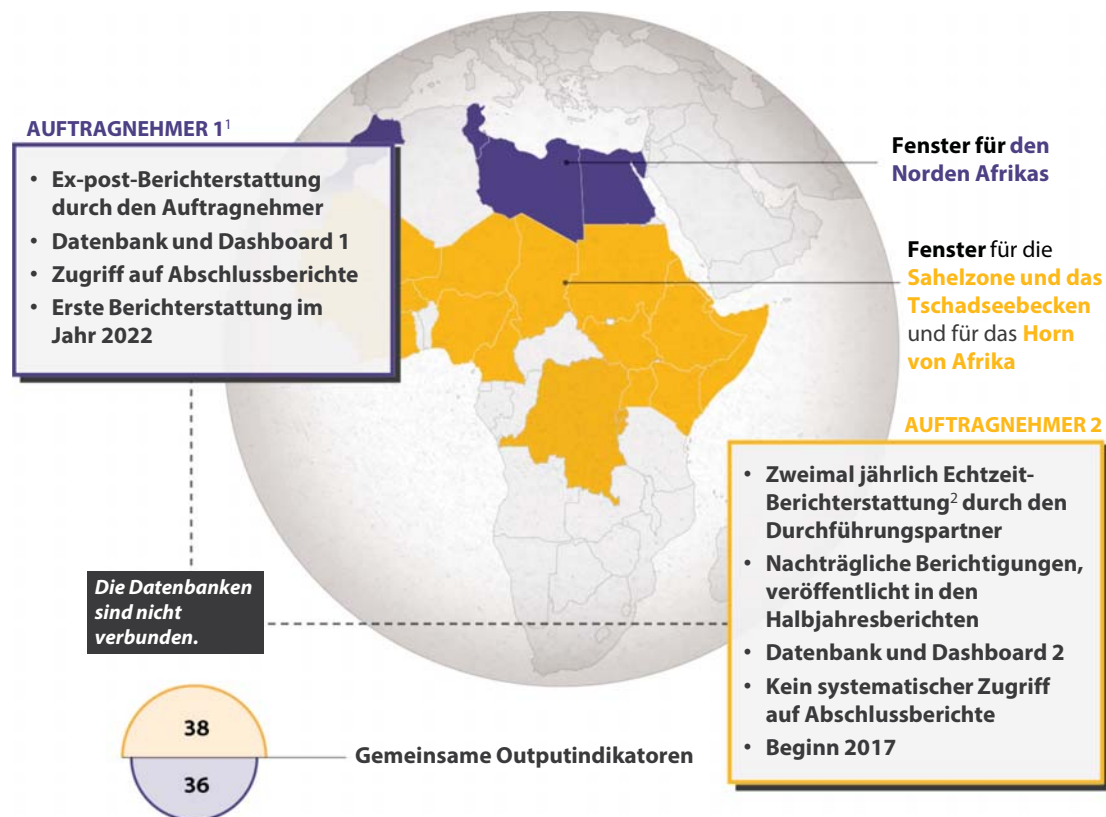 AUFTRAGNEHMER 1¹
• Ex-post-Berichterstattung
durch den Auftragnehmer
• Datenbank und Dashboard 1
• Zugriff auf Abschlussberichte
• Erste Berichterstattung im
Jahr 2022
Fenster für den
Norden Afrikas
Fenster für die
Sahelzone und das
Tschadseebecken
und für das Horn
von Afrika
AUFTRAGNEHMER 2
• Zweimal jährlich Echtzeit-
Berichterstattung² durch den
Durchführungspartner
• Nachträgliche Berichtigungen,
veröffentlicht in den
Halbjahresberichten
• Datenbank und Dashboard 2
• Kein systematischer Zugriff
auf Abschlussberichte
• Beginn 2017
Die Datenbanken
sind nicht
verbunden.
38
36
Gemeinsame Outputindikatoren